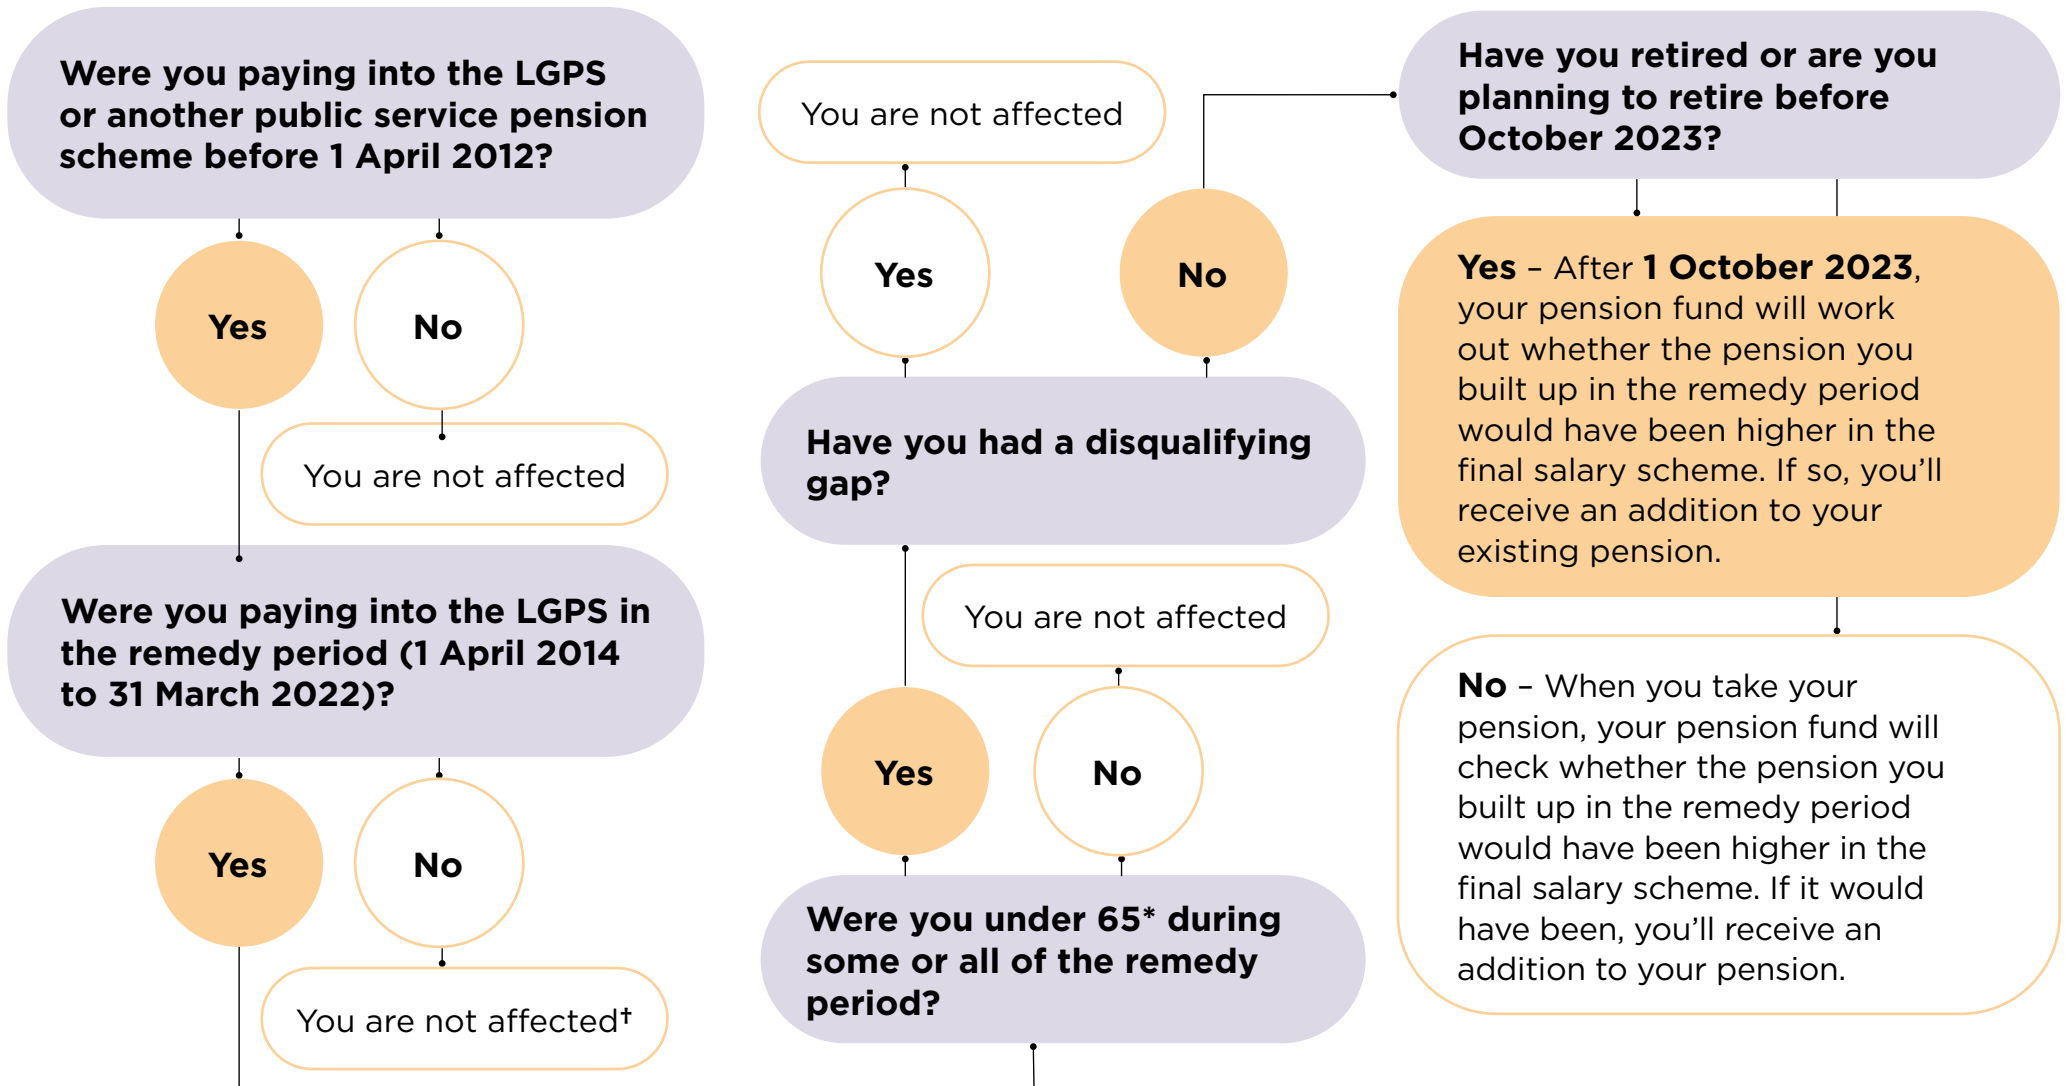 Were you paying into the LGPS
or another public service pension
scheme before 1 April 2012?
Yes
No
You are not affected
Were you paying into the LGPS in
the remedy period (1 April 2014
to 31 March 2022)?
Yes
No
You are not affected†
You are not affected
Yes
No
Have you had a disqualifying
gap?
You are not affected
Yes
No
Were you under 65* during
some or all of the remedy
period?
Have you retired or are you
planning to retire before
October 2023?
Yes – After 1 October 2023,
your pension fund will work
out whether the pension you
built up in the remedy period
would have been higher in the
final salary scheme. If so, you’ll
receive an addition to your
existing pension.
No – When you take your
pension, your pension fund will
check whether the pension you
built up in the remedy period
would have been higher in the
final salary scheme. If it would
have been, you’ll receive an
addition to your pension.